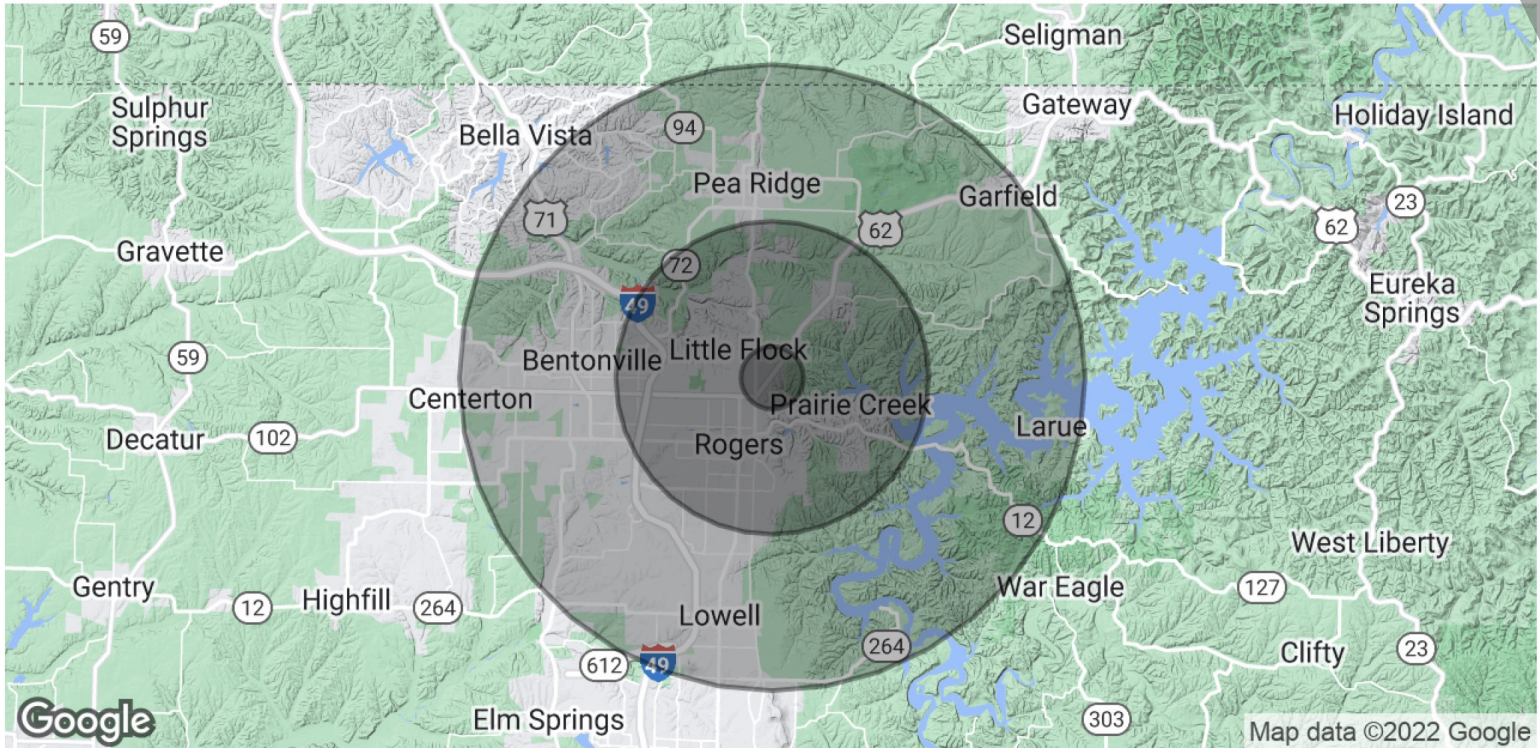 59
Seligman
Sulphur
Springs
Gateway
Holiday Island
Bella Vista
94
Pea Ridge
Garfield
71
62
23
62
Gravette
72
Eureka
Springs
49
59
Bentonville
Little Flock
Centerton
Prairie Creek
Decatur
102
Rogers
Larue
12
West Liberty
Gentry
12
Highfill
264
War Eagle
127
Lowell
264
612
49
Clifty
23
Google
Elm Springs
303
Map data ©2022 Google